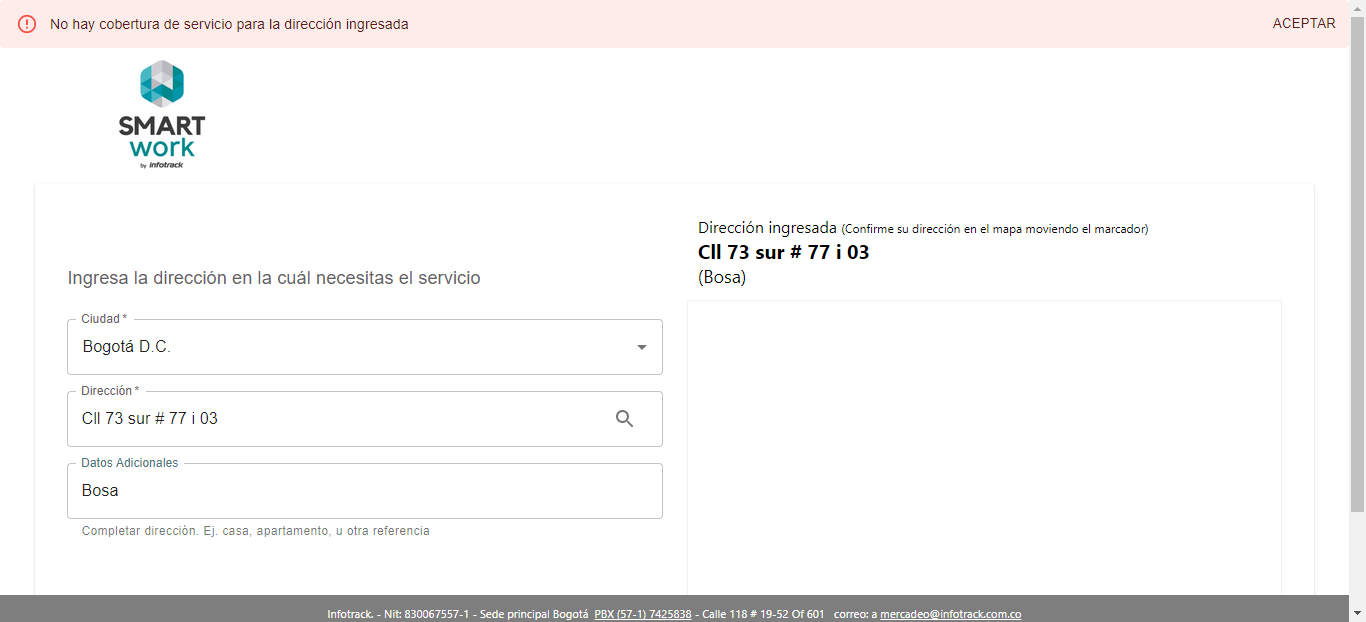 No hay cobertura de servicio para la dirección ingresada
ACEPTAR
SMART
work
by infotrack
Dirección ingresada (Confirme su dirección en el mapa moviendo el marcador)
Cll 73 sur # 77 i 03
(Bosa)
Ingresa la dirección en la cuál necesitas el servicio
Ciudad *
Bogotá D.C.
Dirección *
Cll 73 sur # 77 i 03
Datos Adicionales
Bosa
Completar dirección. Ej. casa, apartamento, u otra referencia
Infotrack. - Nit: 830067557-1 - Sede principal Bogotá PBX (57-1) 7425838 - Calle 118 # 19-52 Of 601 correo: a mercadeo@infotrack.com.co